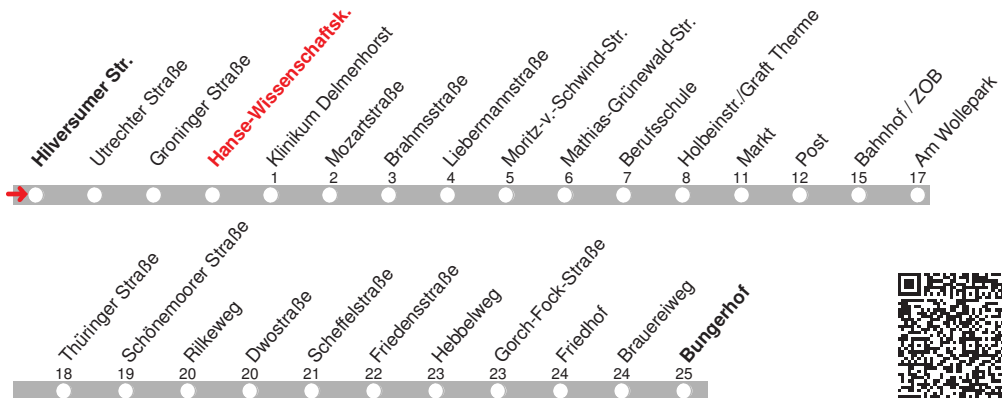 Hilversumer Str.
Utrechter Straße
Groninger Straße
Hanse-Wissenschaftsk.
Klinikum Delmenhorst
Mozartstraße
Brahmsstraße
Liebermannstraße
Moritz-v.-Schwind-Str.
Mathias-Grünewald-Str.
Berufsschule
Holbeinstr./Graft Therme
Markt
Post
Bahnhof / ZOB
Am Wollepark
1 2 3 4 5 6 7 8 11 12 15 17
Thüringer Straße
Schönemoorer Straße
Rilkeweg
Dwostraße
Scheffelstraße
Friedensstraße
Hebbelweg
Gorch-Fock-Straße
Friedhof
Brauereiweg
Bungerhof
18 19 20 20 21 22 23 23 24 24 25